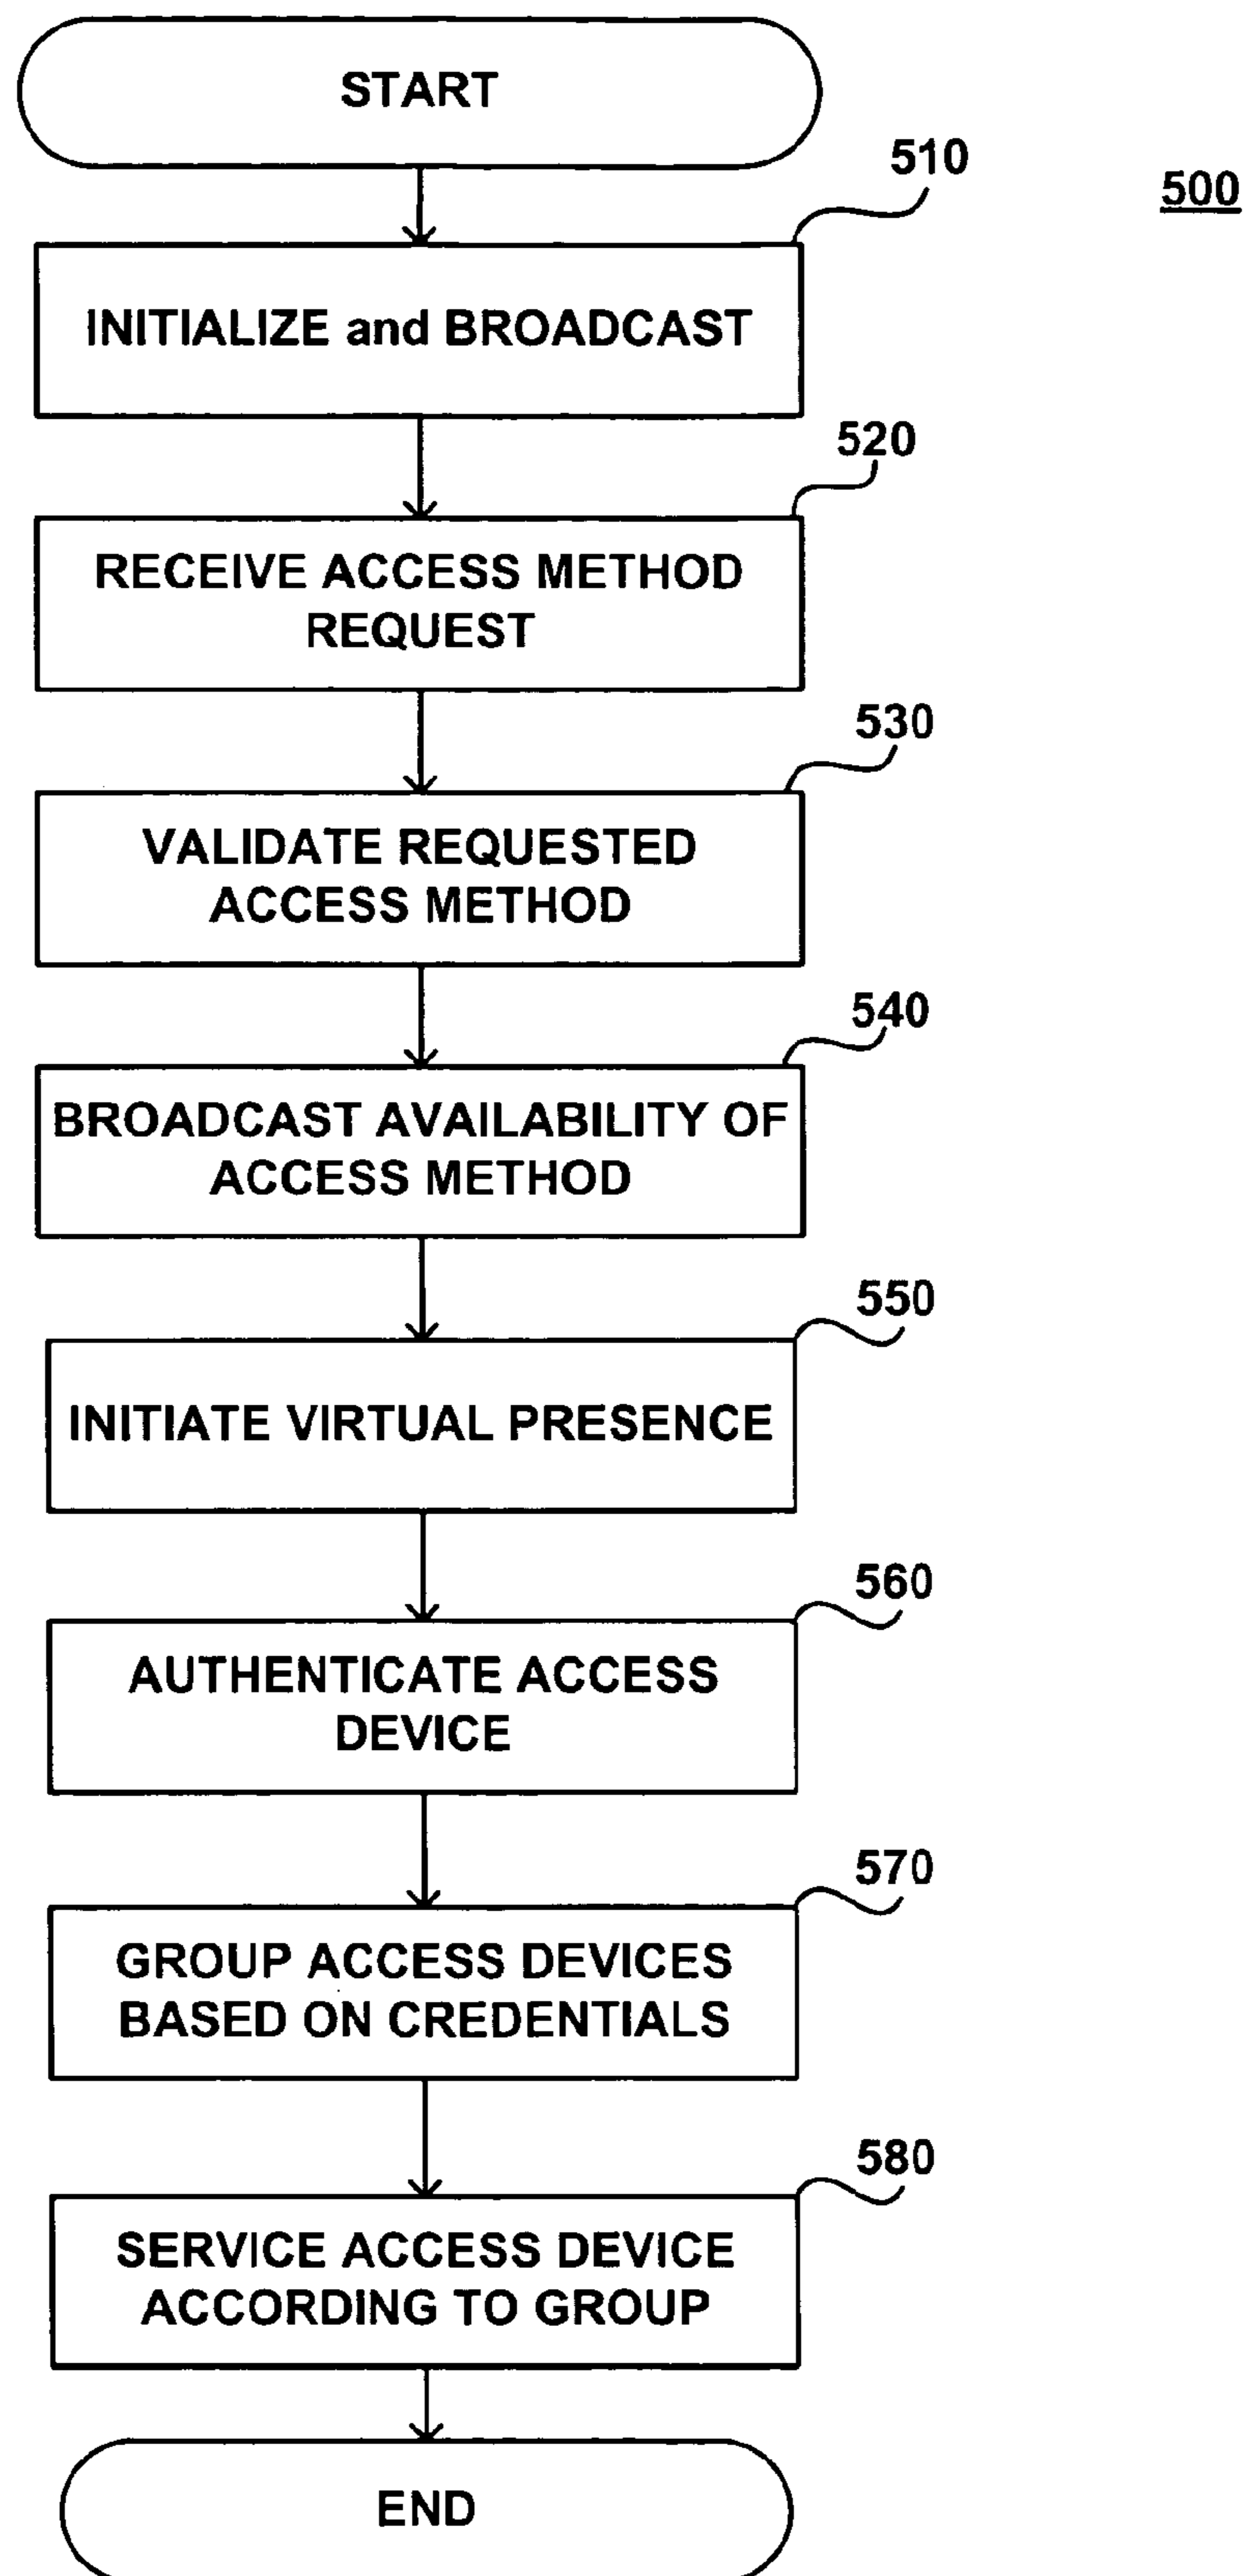 START
510
500
INITIALIZE and BROADCAST
520
RECEIVE ACCESS METHOD
REQUEST
530
VALIDATE REQUESTED
ACCESS METHOD
540
BROADCAST AVAILABILITY OF
ACCESS METHOD
550
INITIATE VIRTUAL PRESENCE
560
AUTHENTICATE ACCESS
DEVICE
570
GROUP ACCESS DEVICES
BASED ON CREDENTIALS
580
SERVICE ACCESS DEVICE
ACCORDING TO GROUP
END